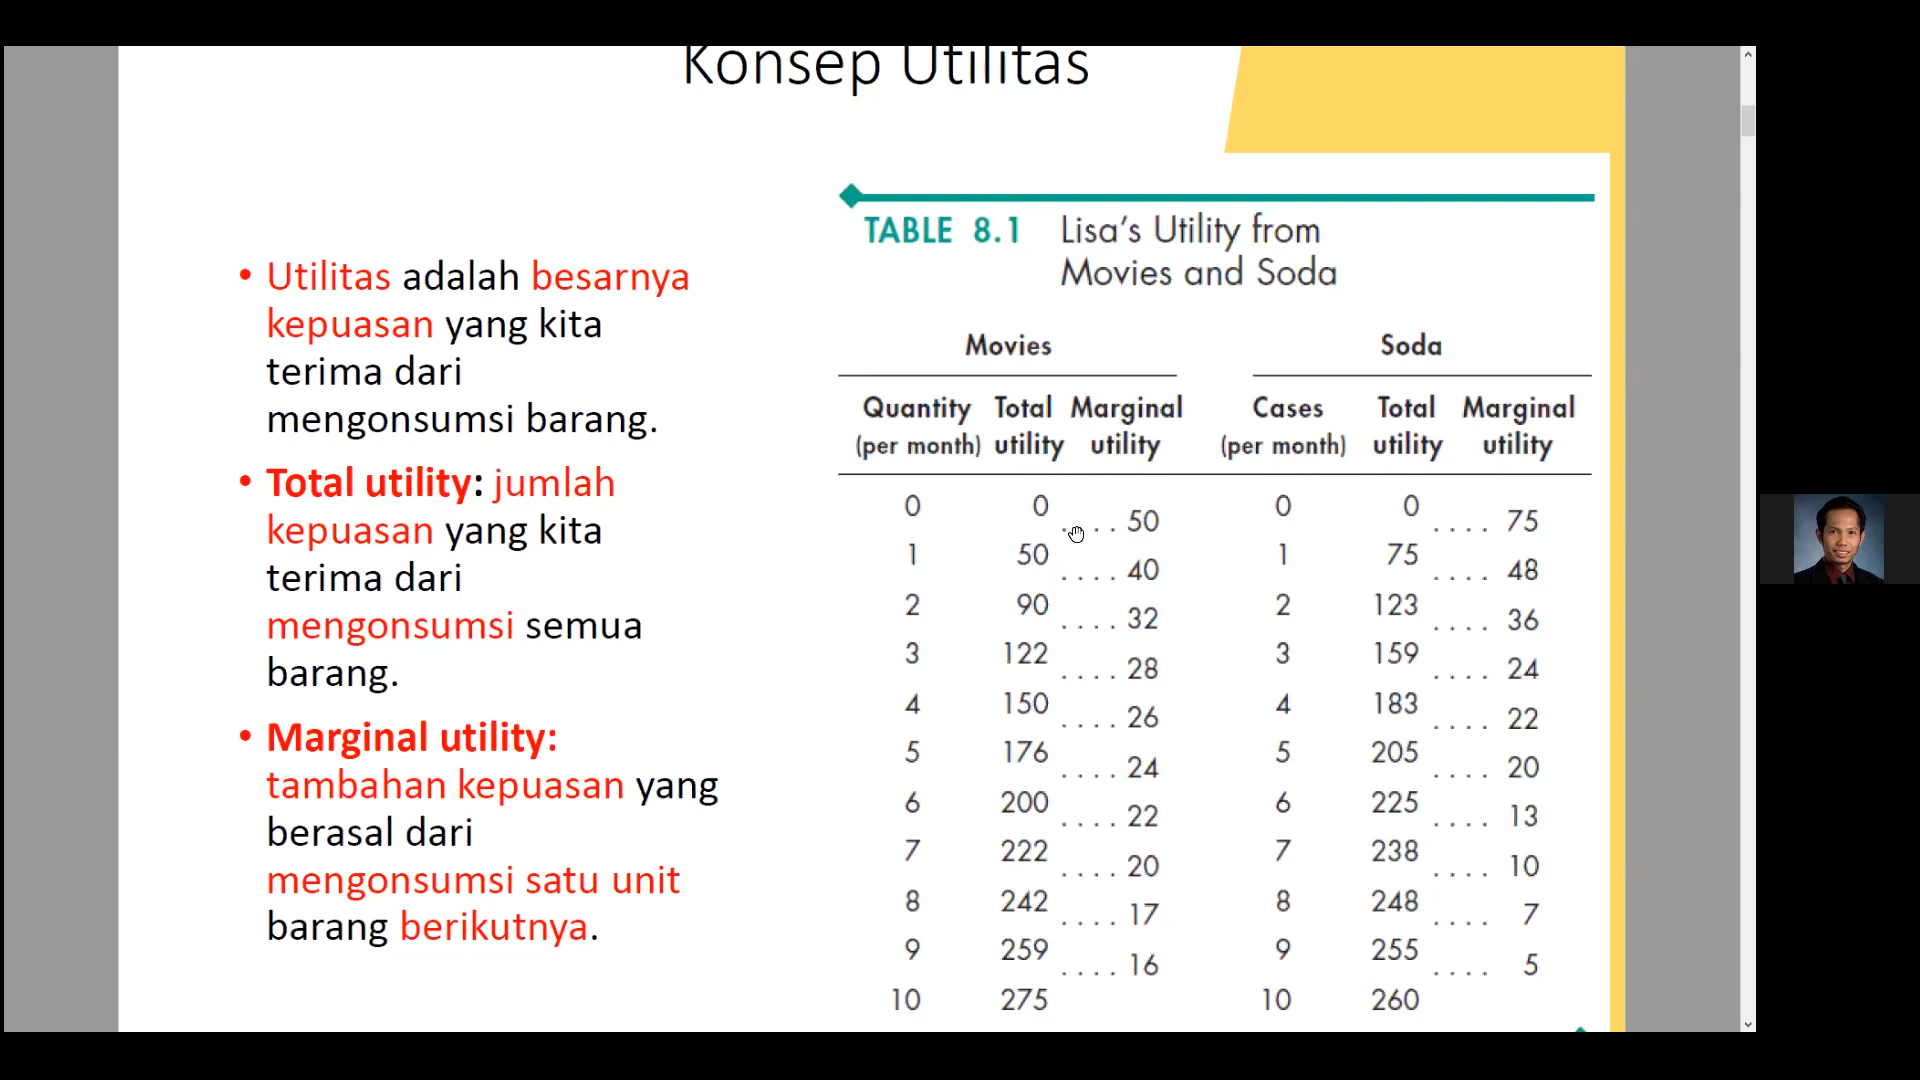 Konsep Utilitas
• Utilitas adalah besarnya
kepuasan yang kita
terima dari
mengonsumsi barang.
• Total utility: jumlah
kepuasan yang kita
terima dari
mengonsumsi semua
barang.
• Marginal utility:
tambahan kepuasan yang
berasal dari
mengonsumsi satu unit
barang berikutnya.
TABLE 8.1 Lisa's Utility from
Movies and Soda
Movies Soda
Quantity Total Marginal Cases Total Marginal
(per month) utility utility (per month) utility utility
0 0 0 0
.... 50 .... 75
1 50 1 75
.... 40 .... 48
2 90 2 123
.... 32 .... 36
3 122 3 159
.... 28 .... 24
4 150 4 183
.... 26 .... 22
5 176 5 205
.... 24 .... 20
6 200 6 225
.... 22 .... 13
7 222 7 238
.... 20 .... 10
8 242 8 248
.... 17 .... 7
9 259 9 255
.... 16 .... 5
10 275 10 260